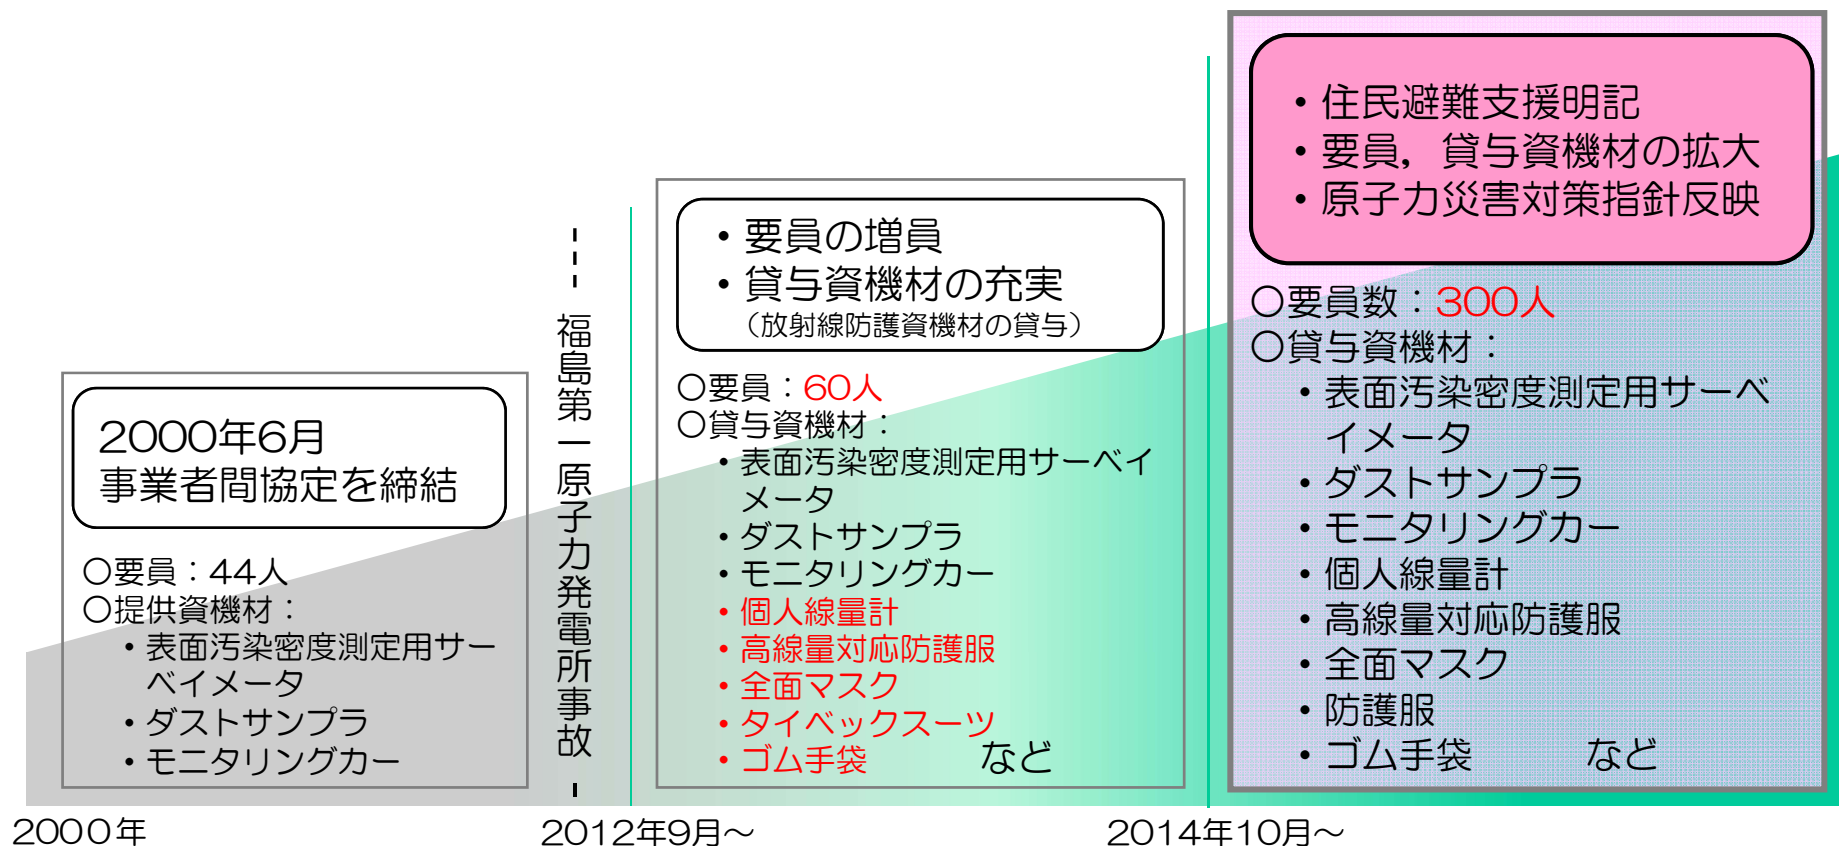 2000年6月
事業者間協定を締結
○要員：44人
○提供資機材：
・表面汚染密度測定用サー
ベイメータ
・ダストサンプラ
・モニタリングカー
福島第一原子力発電所事故
・要員の増員
・貸与資機材の充実
（放射線防護資機材の貸与）
○要員：60人
○貸与資機材：
・表面汚染密度測定用サーベイ
メータ
・ダストサンプラ
・モニタリングカー
・個人線量計
・高線量対応防護服
・全面マスク
・タイベックスーツ
・ゴム手袋 など
・住民避難支援明記
・要員，貸与資機材の拡大
・原子力災害対策指針反映
○要員数：300人
○貸与資機材：
・表面汚染密度測定用サーベ
イメータ
・ダストサンプラ
・モニタリングカー
・個人線量計
・高線量対応防護服
・全面マスク
・防護服
・ゴム手袋 など
2000年
2012年9月～
2014年10月～